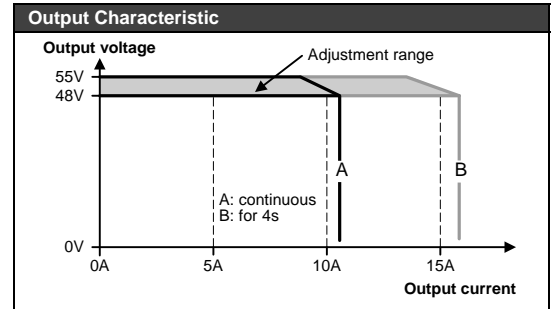 Output Characteristic
Output voltage
Adjustment range
55V
48V
A
B
A: continuous
B: for 4s
0V
0A
5A
10A
15A
Output current